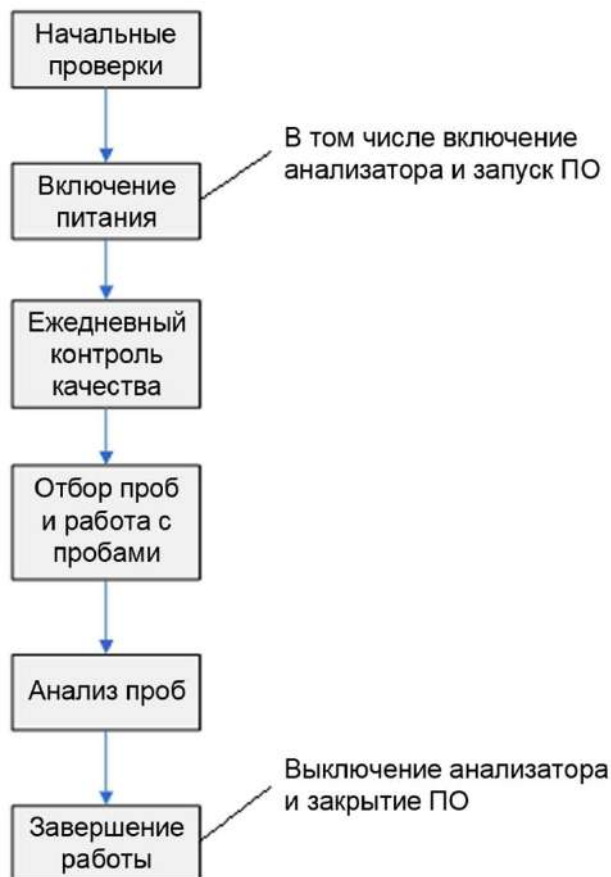 Начальные
проверки
В том числе включение
анализатора и запуск ПО
Включение
питания
Ежедневный
контроль
качества
Отбор проб
и работа с
пробами
Анализ проб
Выключение анализатора
и закрытие ПО
Завершение
работы